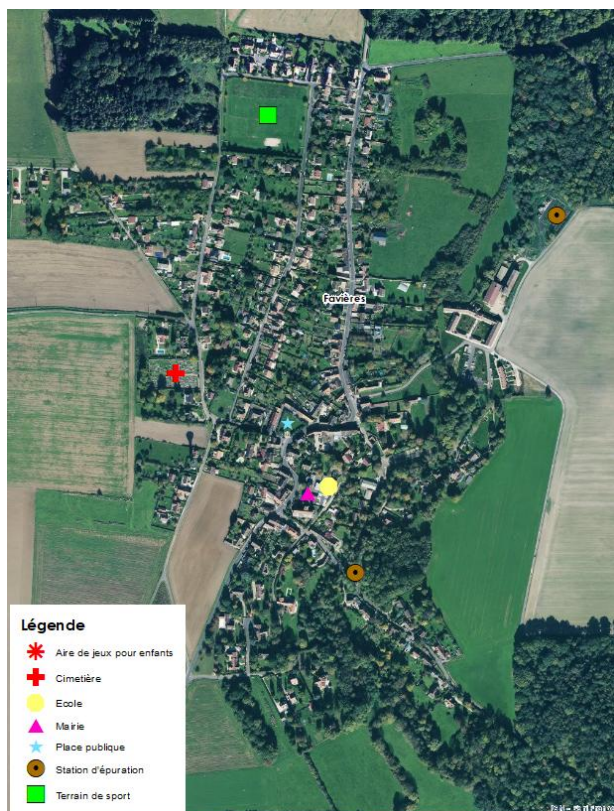 Favières
Légende
Aire de jeux pour enfants
Cimetière
Ecole
Mairie
Place publique
Station d'épuration
Terrain de sport